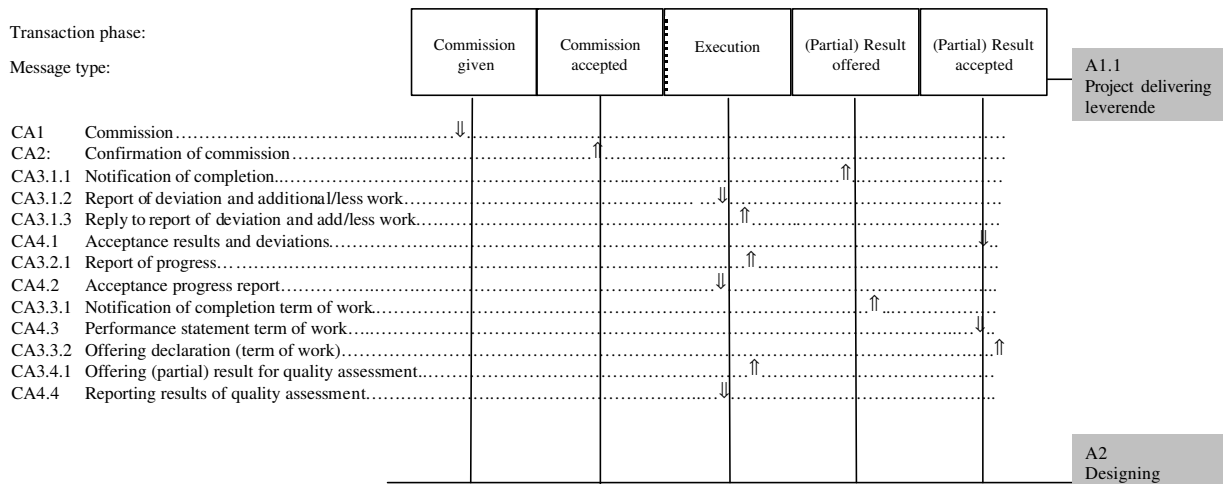 Transaction phase:
Message type:
Commission given
Commission accepted
Execution
(Partial) Result offered
(Partial) Result accepted
A1.1
Project delivering
leverende
CA1 Commission
CA2: Confirmation of commission
CA3.1.1 Notification of completion
CA3.1.2 Report of deviation and additional/less work
CA3.1.3 Reply to report of deviation and add/less work
CA4.1 Acceptance results and deviations
CA3.2.1 Report of progress
CA4.2 Acceptance progress report
CA3.3.1 Notification of completion term of work
CA4.3 Performance statement term of work
CA3.3.2 Offering declaration (term of work)
CA3.4.1 Offering (partial) result for quality assessment
CA4.4 Reporting results of quality assessment
A2
Designing